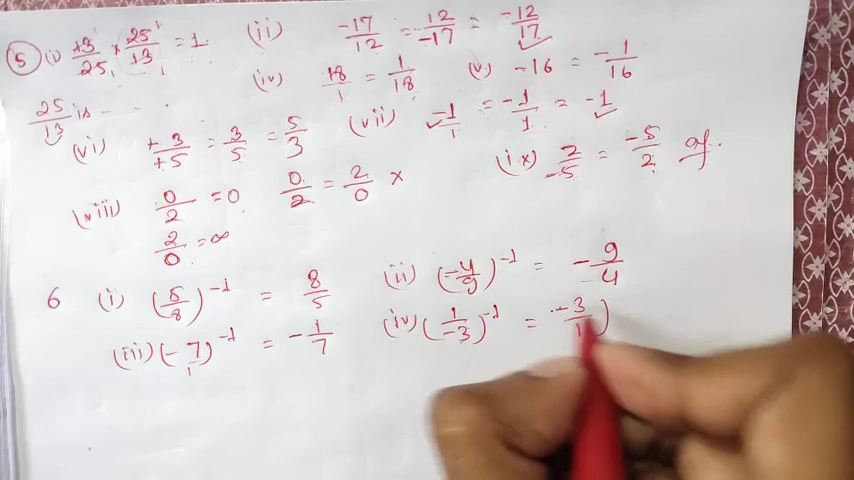 5 (i) +3/25 × 25/13 = 1 (ii) -17/12 = -12/-17 = -12/17
25/13 is - - - (iv) 18/1 = 1/18 (v) -16 = -1/16
(vi) +3/+5 = 3/5 = 5/3 (vii) -1/1 = -1/1 = -1
(viii) 0/2 = 0 0/2 = 2/0 × (ix) 2/-5 = -5/2
2/0 = ∞
6 (i) (5/8)^-1 = 8/5 (ii) (-4/9)^-1 = -9/4
(iii) (-7/1)^-1 = -1/7 (iv) (1/-3)^-1 = -3/1)